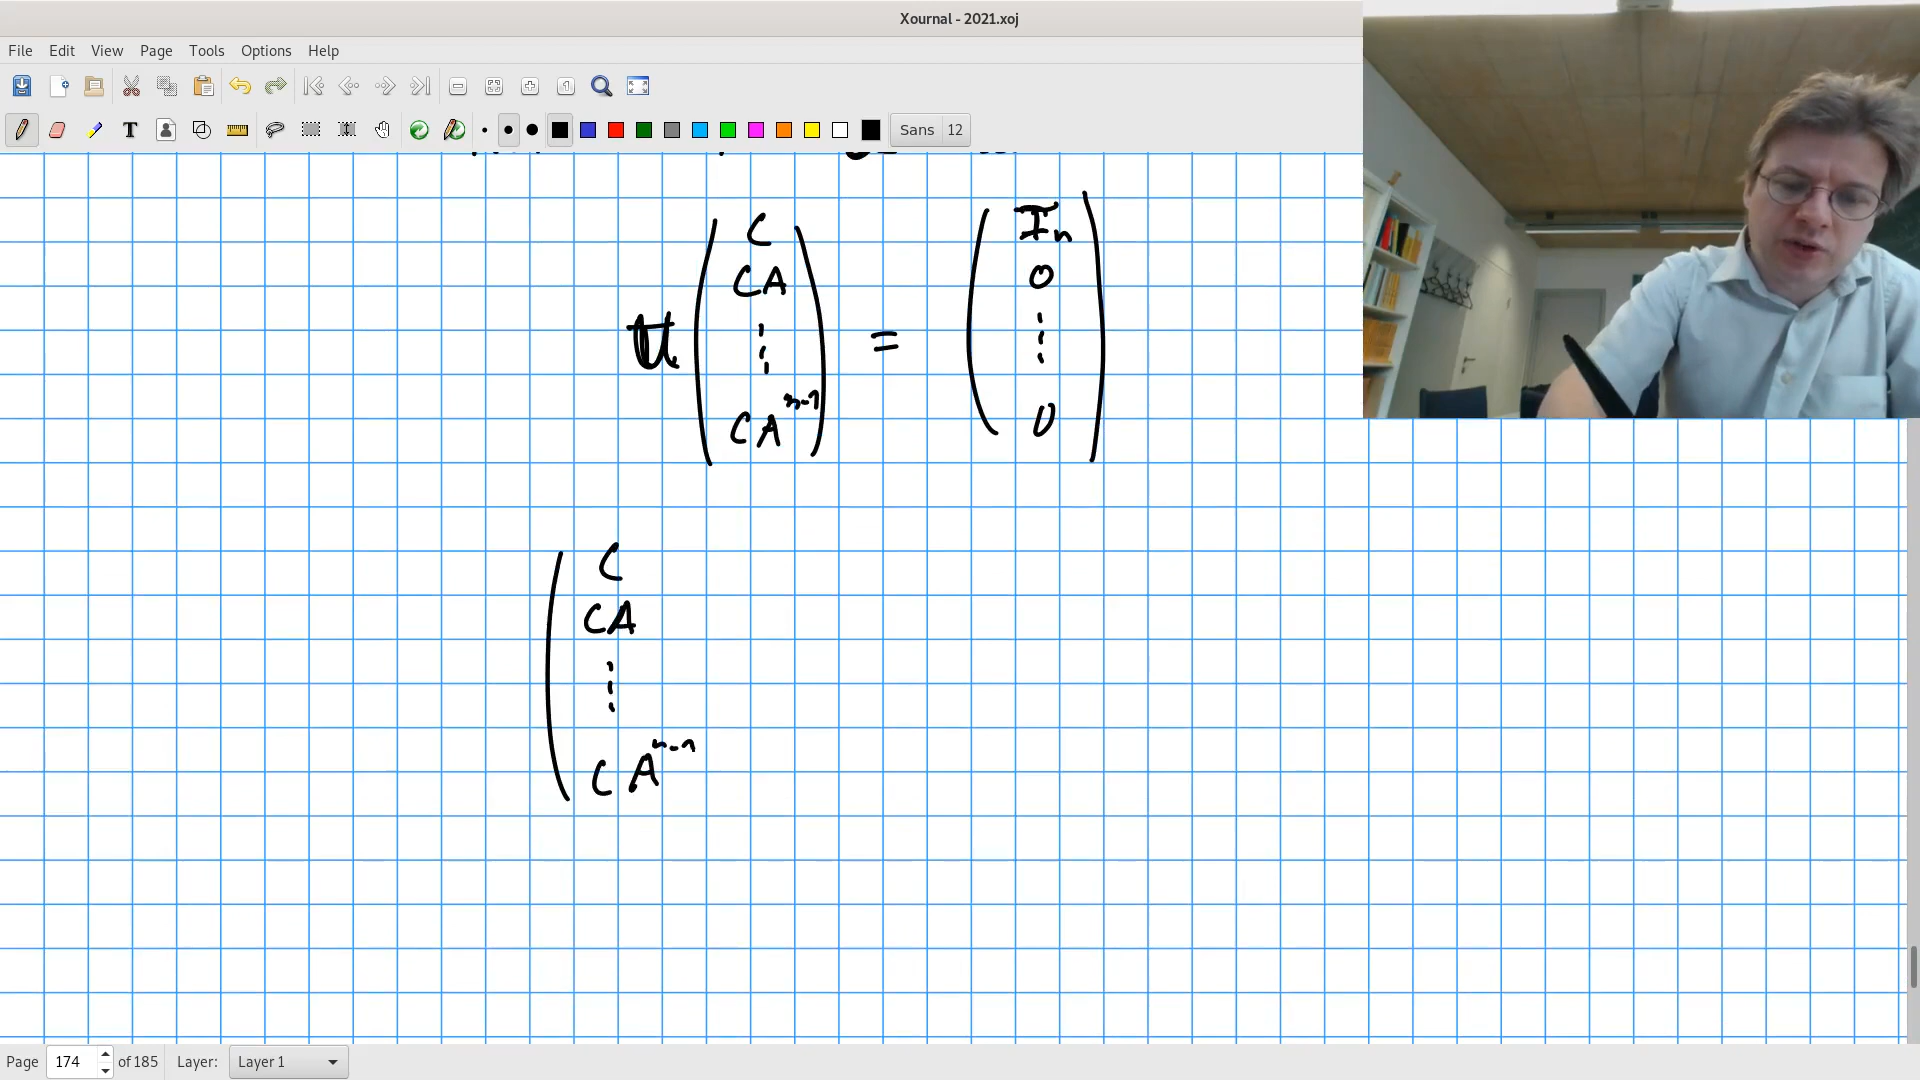 Xournal - 2021.xoj
File Edit View Page Tools Options Help
Sans 12
U ( C CA ⋮ CA^{n-1} ) = ( I_n 0 ⋮ 0 )
( C
CA
⋮
CA^{n-1}
Page 174 of 185 Layer: Layer 1